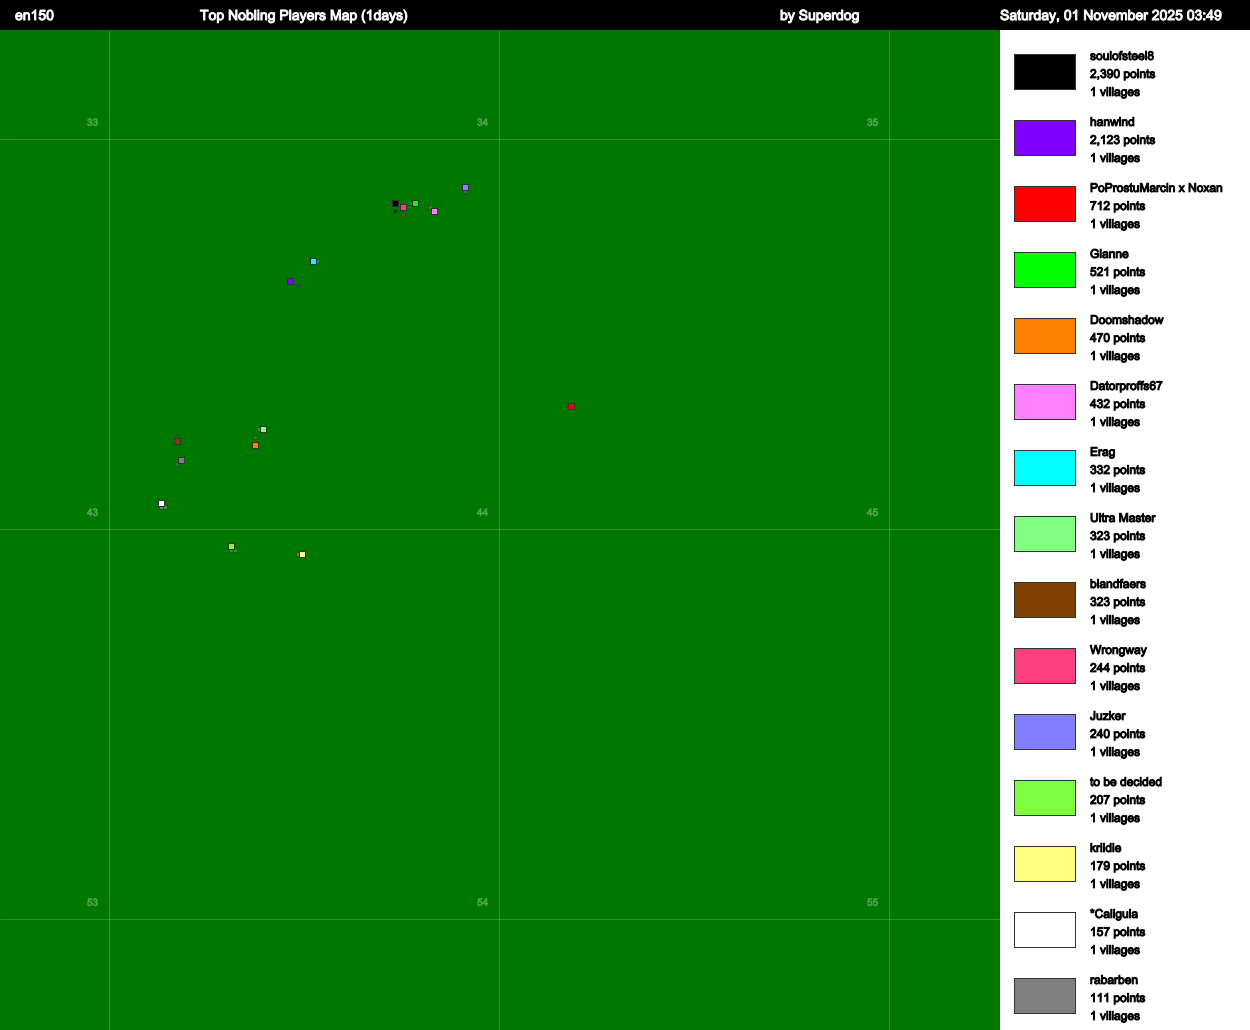 en150 Top Nobling Players Map (1days) by Superdog Saturday, 01 November 2025 03:49
33 34 35
43 44 45
53 54 55
soulofsteel8
2,390 points
1 villages
hanwind
2,123 points
1 villages
PoProstuMarcin x Noxan
712 points
1 villages
Gianne
521 points
1 villages
Doomshadow
470 points
1 villages
Datorproffs67
432 points
1 villages
Erag
332 points
1 villages
Ultra Master
323 points
1 villages
blandfaers
323 points
1 villages
Wrongway
244 points
1 villages
Juzker
240 points
1 villages
to be decided
207 points
1 villages
krildie
179 points
1 villages
*Caligula
157 points
1 villages
rabarben
111 points
1 villages